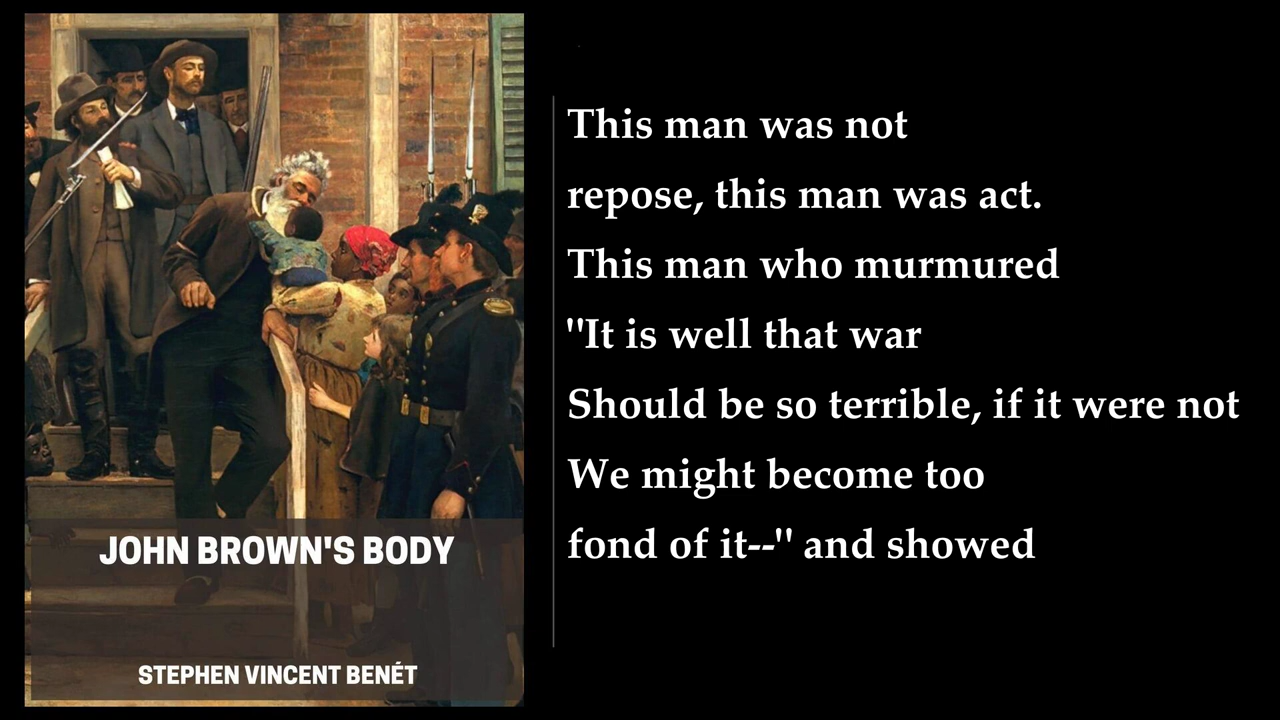 JOHN BROWN'S BODY
STEPHEN VINCENT BENÉT
This man was not
repose, this man was act.
This man who murmured
"It is well that war
Should be so terrible, if it were not
We might become too
fond of it--" and showed